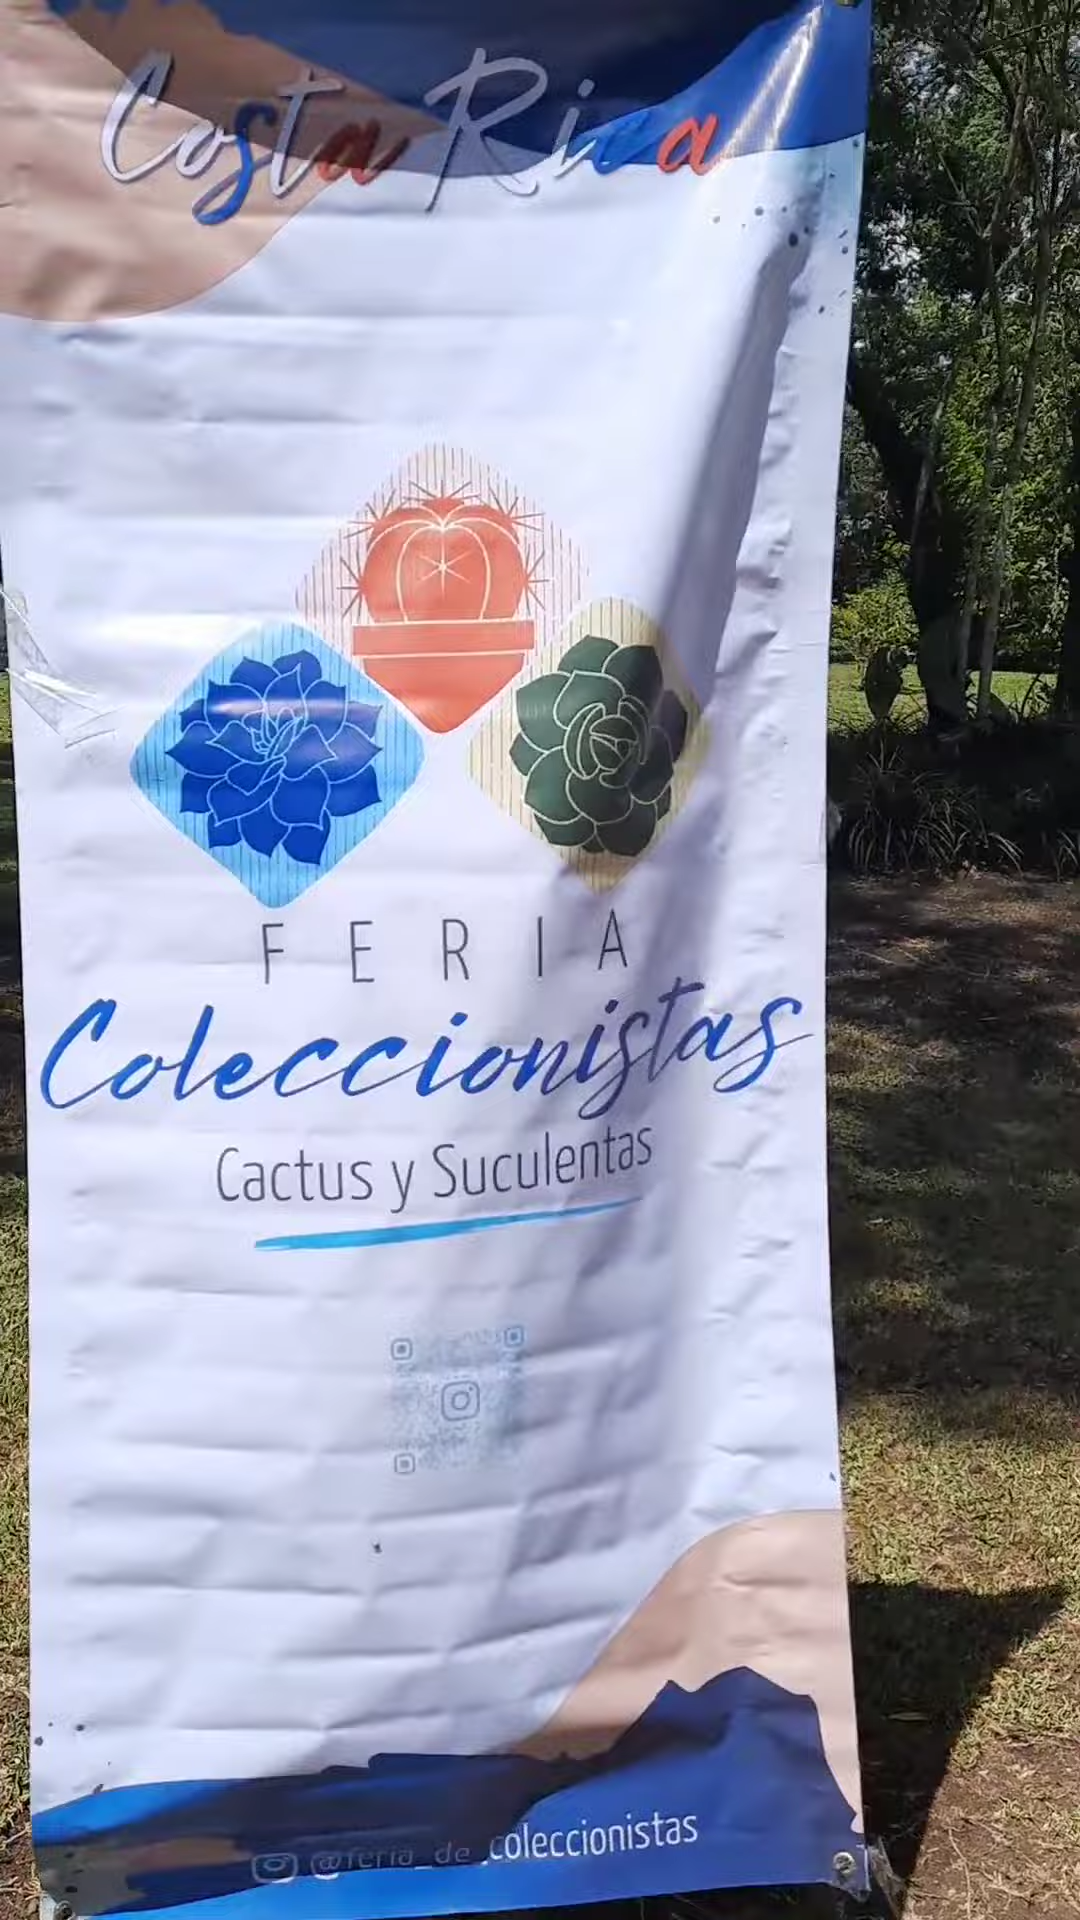 Costa Rica
FERIA
Coleccionistas
Cactus y Suculentas
@feria_de_coleccionistas